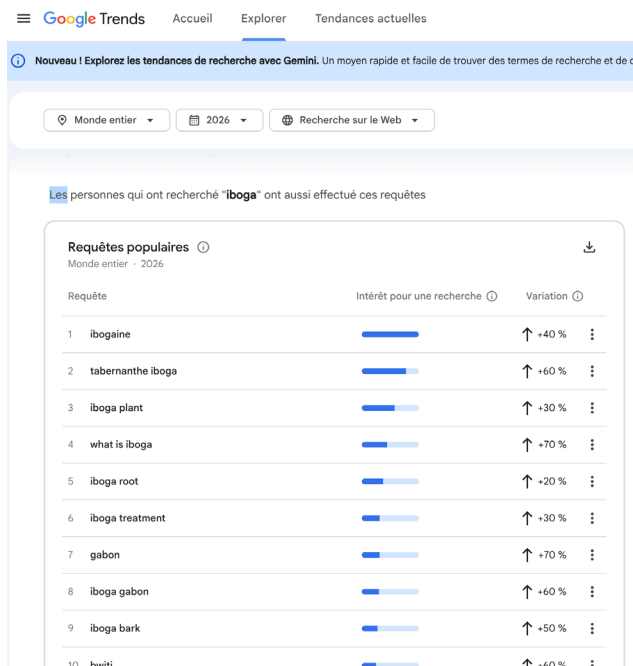 Google Trends Accueil Explorer Tendances actuelles
Nouveau ! Explorez les tendances de recherche avec Gemini. Un moyen rapide et facile de trouver des termes de recherche et de
Monde entier 2026 Recherche sur le Web
Les personnes qui ont recherché "iboga" ont aussi effectué ces requêtes
Requêtes populaires
Monde entier · 2026
Requête Intérêt pour une recherche Variation
1 ibogaine +40 %
2 tabernanthe iboga +60 %
3 iboga plant +30 %
4 what is iboga +70 %
5 iboga root +20 %
6 iboga treatment +30 %
7 gabon +70 %
8 iboga gabon +60 %
9 iboga bark +50 %
10 bwiti +60 %